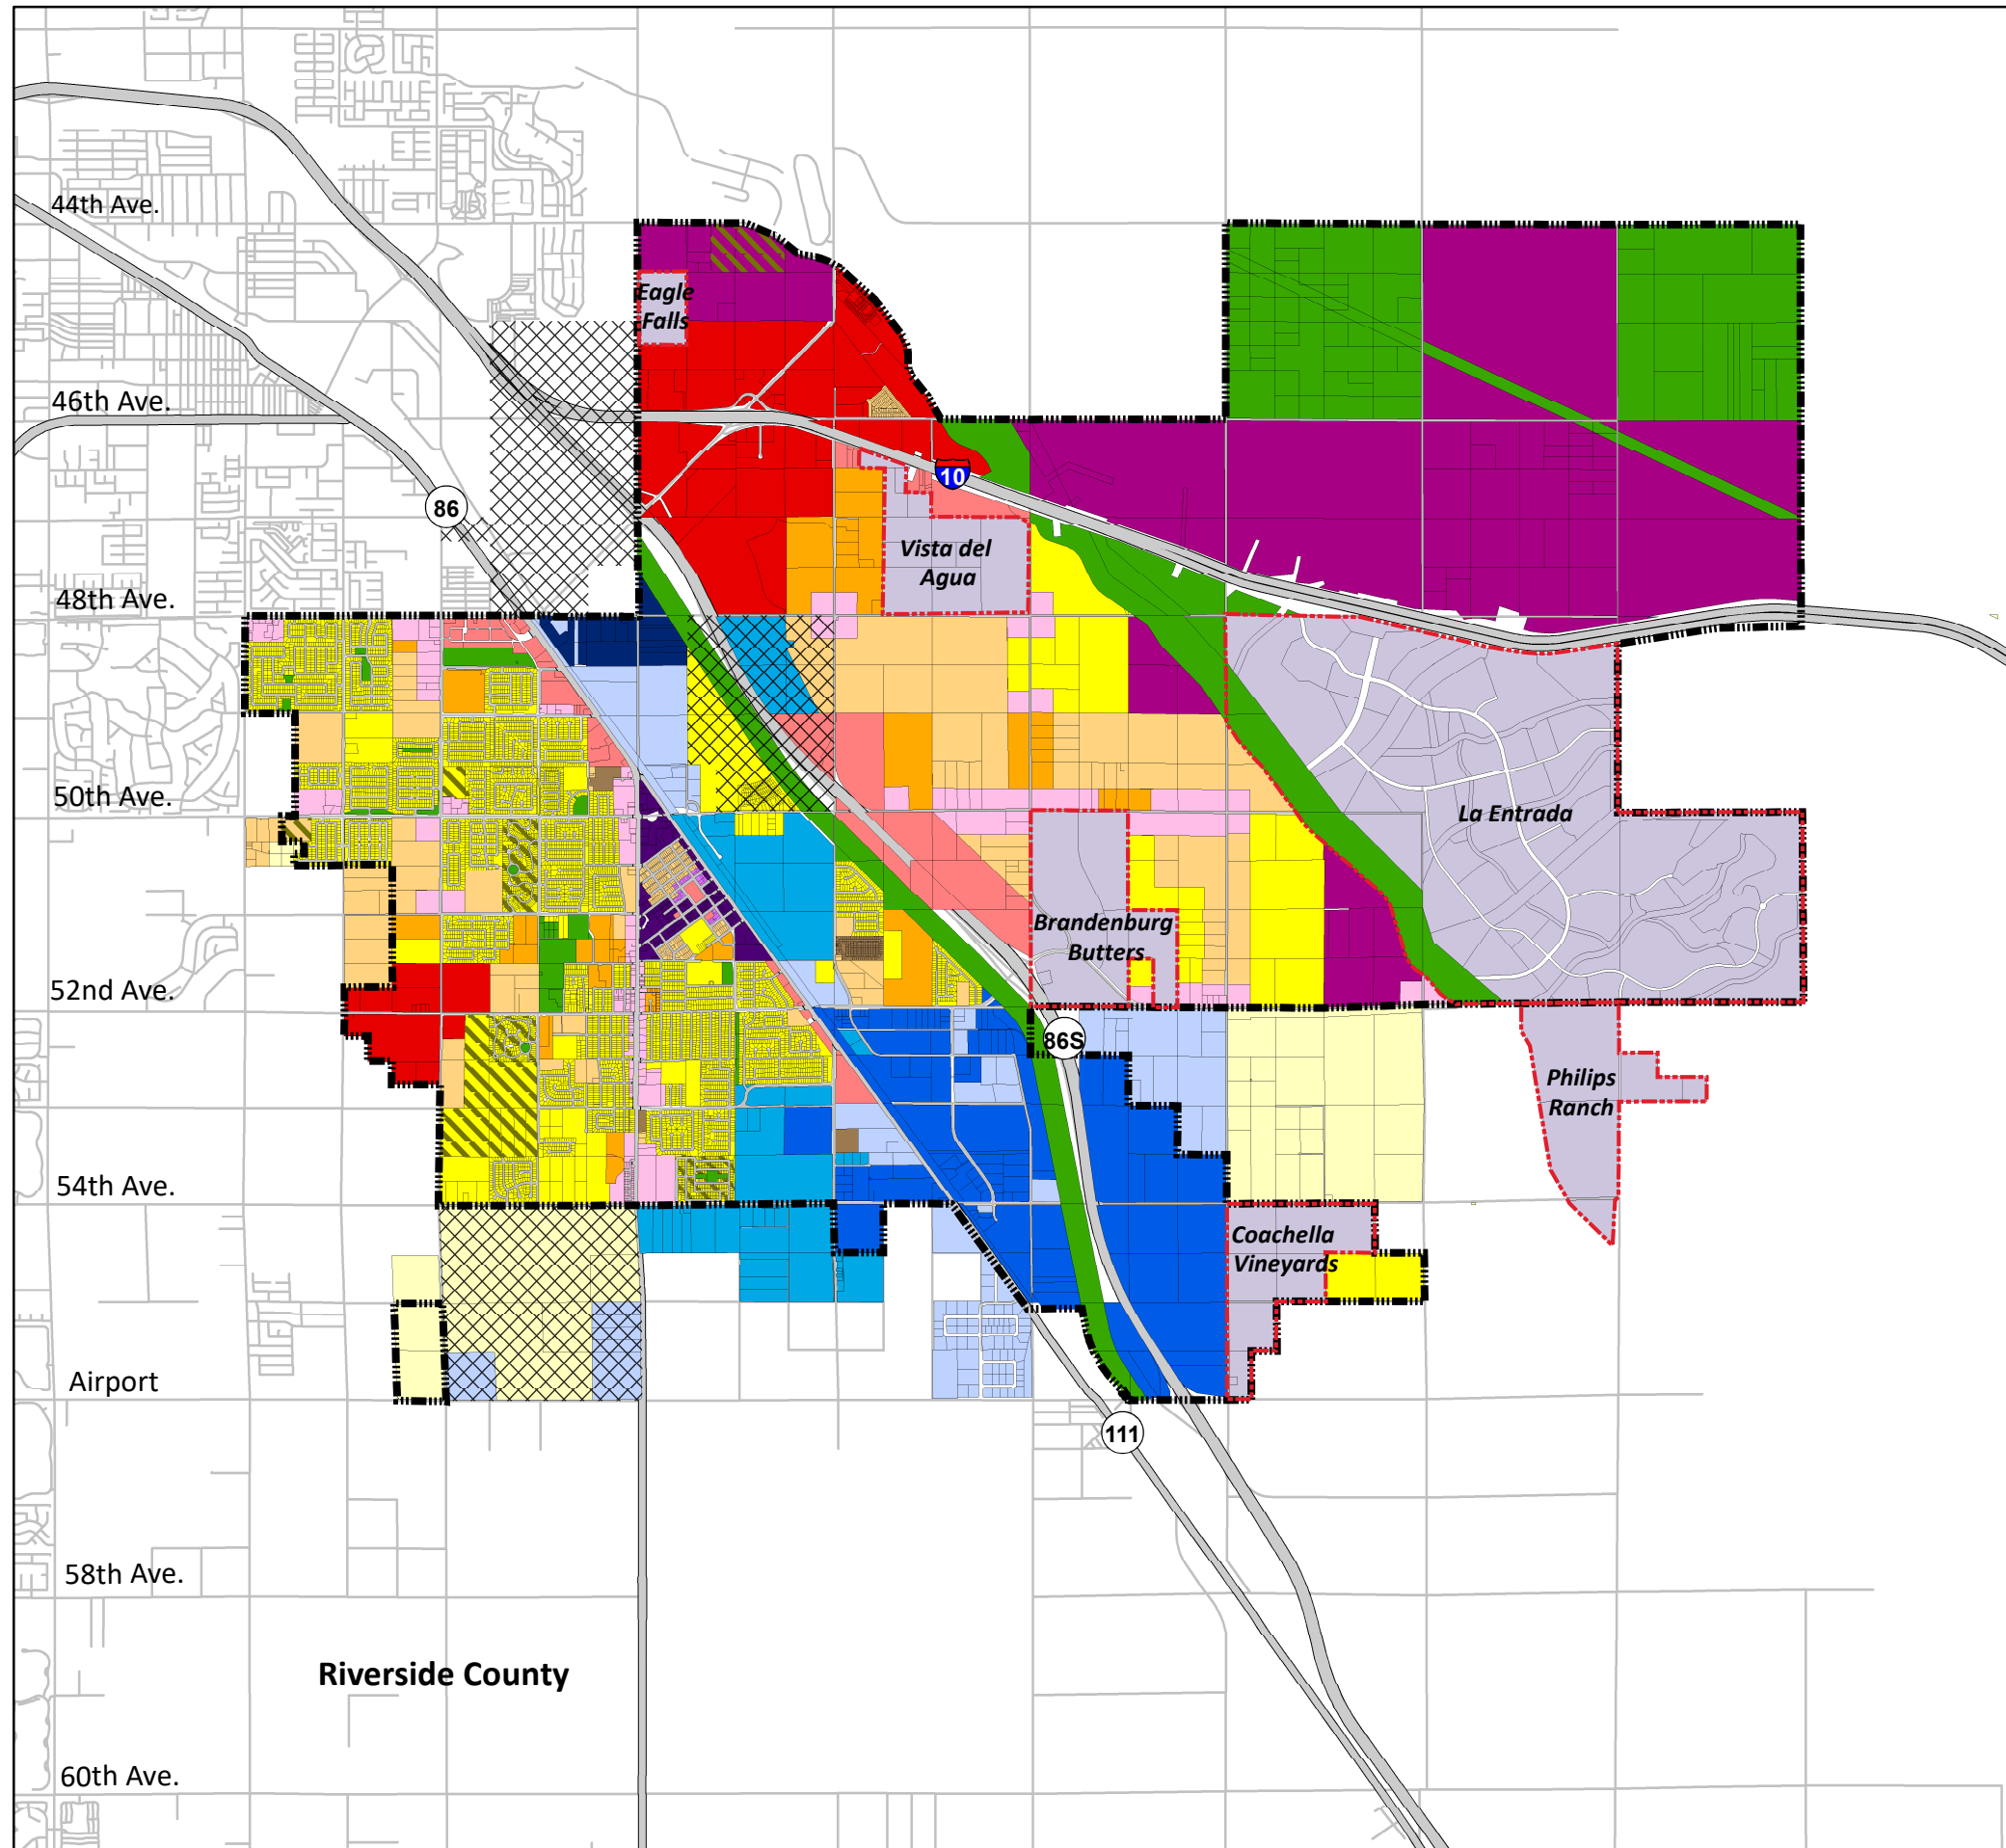 44th Ave.
Eagle
Falls
46th Ave.
10
86
Vista del
Agua
48th Ave.
50th Ave.
La Entrada
Brandenburg
Butters
52nd Ave.
86S
Philips
Ranch
54th Ave.
Coachella
Vineyards
Airport
111
58th Ave.
Riverside County
60th Ave.